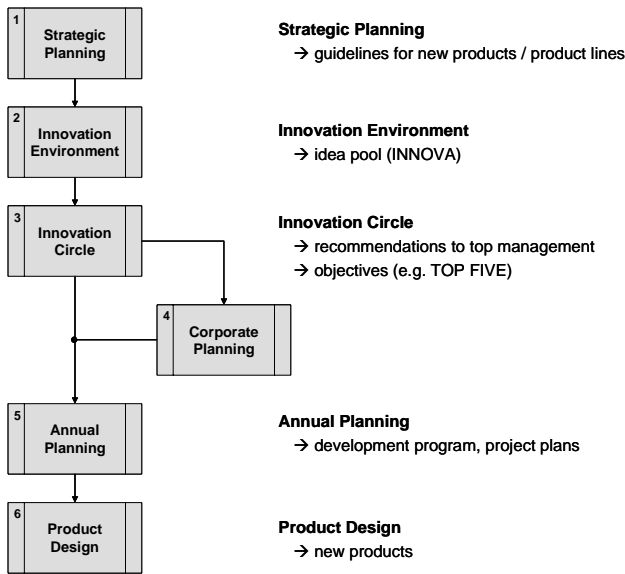 1
Strategic
Planning
Strategic Planning
→ guidelines for new products / product lines
2
Innovation
Environment
Innovation Environment
→ idea pool (INNOVA)
3
Innovation
Circle
Innovation Circle
→ recommendations to top management
→ objectives (e.g. TOP FIVE)
4
Corporate
Planning
5
Annual
Planning
Annual Planning
→ development program, project plans
6
Product
Design
Product Design
→ new products